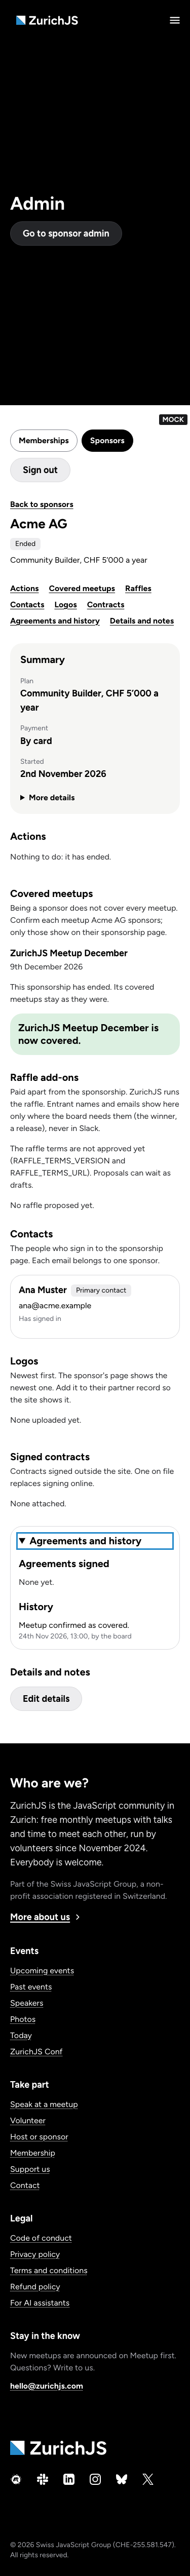 ZurichJS
Admin
Go to sponsor admin
MOCK
Memberships
Sponsors
Sign out
Back to sponsors
Acme AG
Ended
Community Builder, CHF 5'000 a year
Actions Covered meetups Raffles
Contacts Logos Contracts
Agreements and history Details and notes
Summary
Plan
Community Builder, CHF 5'000 a
year
Payment
By card
Started
2nd November 2026
More details
Actions
Nothing to do: it has ended.
Covered meetups
Being a sponsor does not cover every meetup.
Confirm each meetup Acme AG sponsors;
only those show on their sponsorship page.
ZurichJS Meetup December
9th December 2026
This sponsorship has ended. Its covered
meetups stay as they were.
ZurichJS Meetup December is
now covered.
Raffle add-ons
Paid apart from the sponsorship. ZurichJS runs
the raffle. Entrant names and emails show here
only where the board needs them (the winner,
a release), never in Slack.
The raffle terms are not approved yet
(RAFFLE_TERMS_VERSION and
RAFFLE_TERMS_URL). Proposals can wait as
drafts.
No raffle proposed yet.
Contacts
The people who sign in to the sponsorship
page. Each email belongs to one sponsor.
Ana Muster Primary contact
ana@acme.example
Has signed in
Logos
Newest first. The sponsor's page shows the
newest one. Add it to their partner record so
the site shows it.
None uploaded yet.
Signed contracts
Contracts signed outside the site. One on file
replaces signing online.
None attached.
Agreements and history
Agreements signed
None yet.
History
Meetup confirmed as covered.
24th Nov 2026, 13:00, by the board
Details and notes
Edit details
Who are we?
ZurichJS is the JavaScript community in
Zurich: free monthly meetups with talks
and time to meet each other, run by
volunteers since November 2024.
Everybody is welcome.
Part of the Swiss JavaScript Group, a non-
profit association registered in Switzerland.
More about us
Events
Upcoming events
Past events
Speakers
Photos
Today
ZurichJS Conf
Take part
Speak at a meetup
Volunteer
Host or sponsor
Membership
Support us
Contact
Legal
Code of conduct
Privacy policy
Terms and conditions
Refund policy
For AI assistants
Stay in the know
New meetups are announced on Meetup first.
Questions? Write to us.
hello@zurichjs.com
ZurichJS
© 2026 Swiss JavaScript Group (CHE-255.581.547).
All rights reserved.